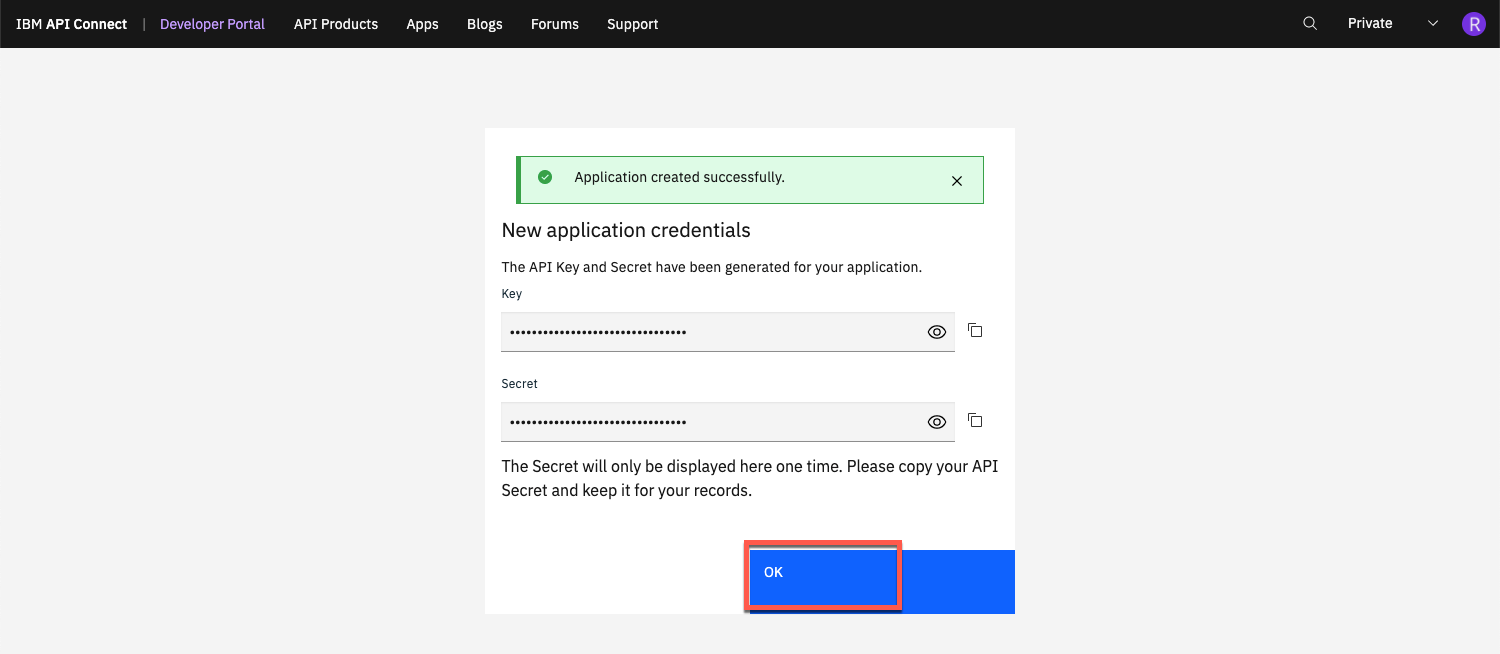 IBM API Connect | Developer Portal API Products Apps Blogs Forums Support Private R
Application created successfully.
New application credentials
The API Key and Secret have been generated for your application.
Key
••••••••••••••••••••••••••••••••
Secret
••••••••••••••••••••••••••••••••
The Secret will only be displayed here one time. Please copy your API
Secret and keep it for your records.
OK